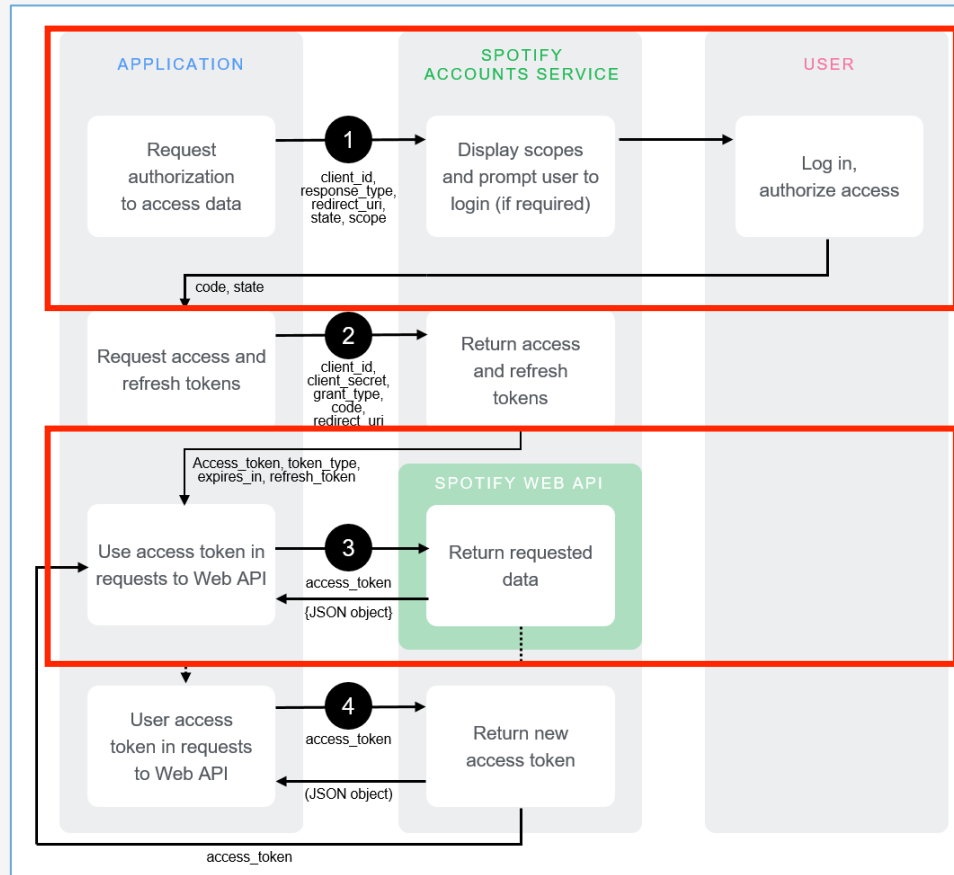 APPLICATION
SPOTIFY
ACCOUNTS SERVICE
USER
Request
authorization
to access data
1
client_id,
response_type,
redirect_uri,
state, scope
Display scopes
and prompt user to
login (if required)
Log in,
authorize access
code, state
Request access and
refresh tokens
2
client_id,
client_secret,
grant_type,
code,
redirect_uri
Return access
and refresh
tokens
Access_token, token_type,
expires_in, refresh_token
SPOTIFY WEB API
Use access token in
requests to Web API
3
access_token
{JSON object}
Return requested
data
User access
token in requests
to Web API
4
access_token
(JSON object)
Return new
access token
access_token